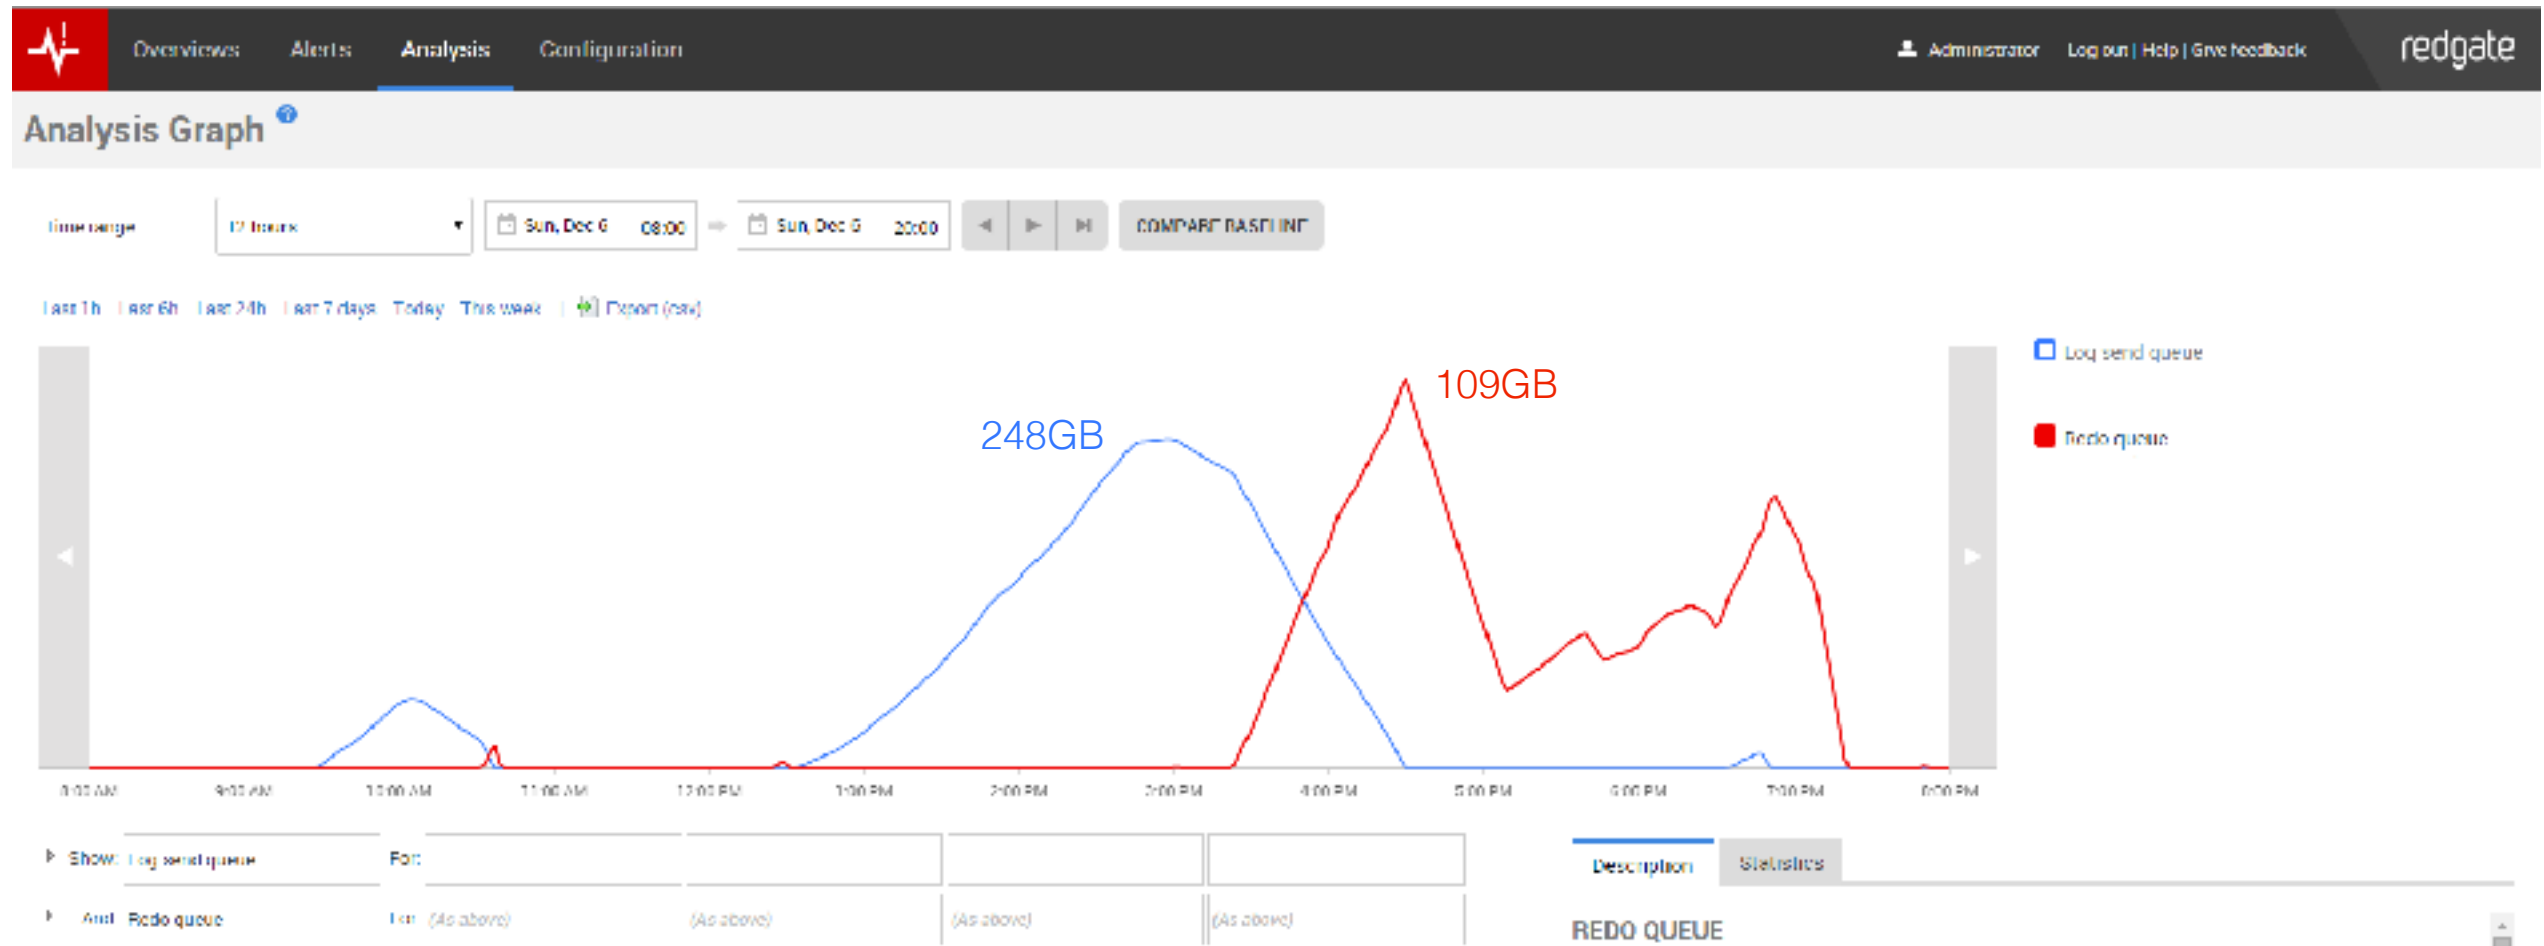 Overviews Alerts Analysis Configuration Administrator Log out | Help | Give feedback redgate
Analysis Graph ?
Time range 12 hours Sun, Dec 6 08:00 Sun, Dec 6 20:00 COMPARE BASELINE
Last 1h Last 6h Last 24h Last 7 days Today This week | Export (csv)
Log send queue
109GB
248GB
Redo queue
8:00 AM 9:00 AM 10:00 AM 11:00 AM 12:00 PM 1:00 PM 2:00 PM 3:00 PM 4:00 PM 5:00 PM 6:00 PM 7:00 PM 8:00 PM
Show: Log send queue For:
Description Statistics
And Redo queue For (As above) (As above) (As above) (As above)
REDO QUEUE